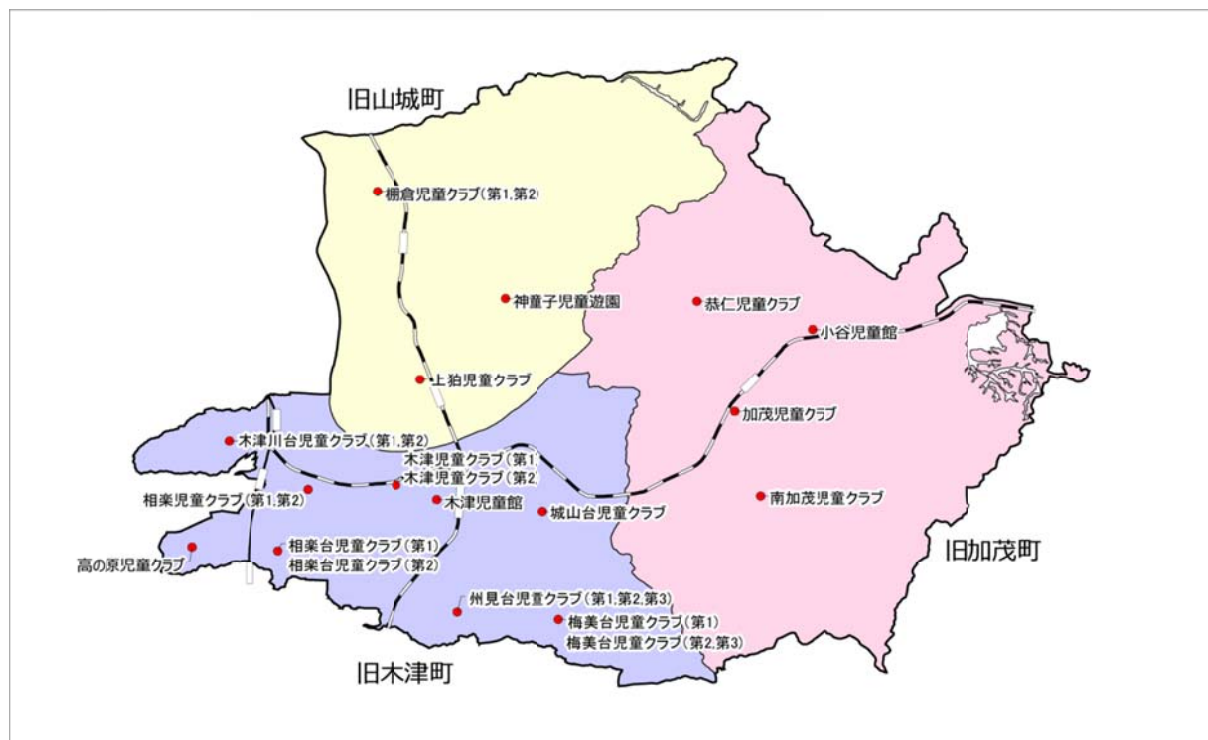 旧山城町
棚倉児童クラブ(第1,第2)
神童子児童遊園
恭仁児童クラブ
小谷児童館
上狛児童クラブ
加茂児童クラブ
木津川台児童クラブ(第1,第2)
木津児童クラブ(第1)
木津児童クラブ(第2)
相楽児童クラブ(第1,第2)
木津児童館
南加茂児童クラブ
城山台児童クラブ
相楽台児童クラブ(第1)
相楽台児童クラブ(第2)
高の原児童クラブ
旧加茂町
州見台児童クラブ(第1,第2,第3)
梅美台児童クラブ(第1)
梅美台児童クラブ(第2,第3)
旧木津町